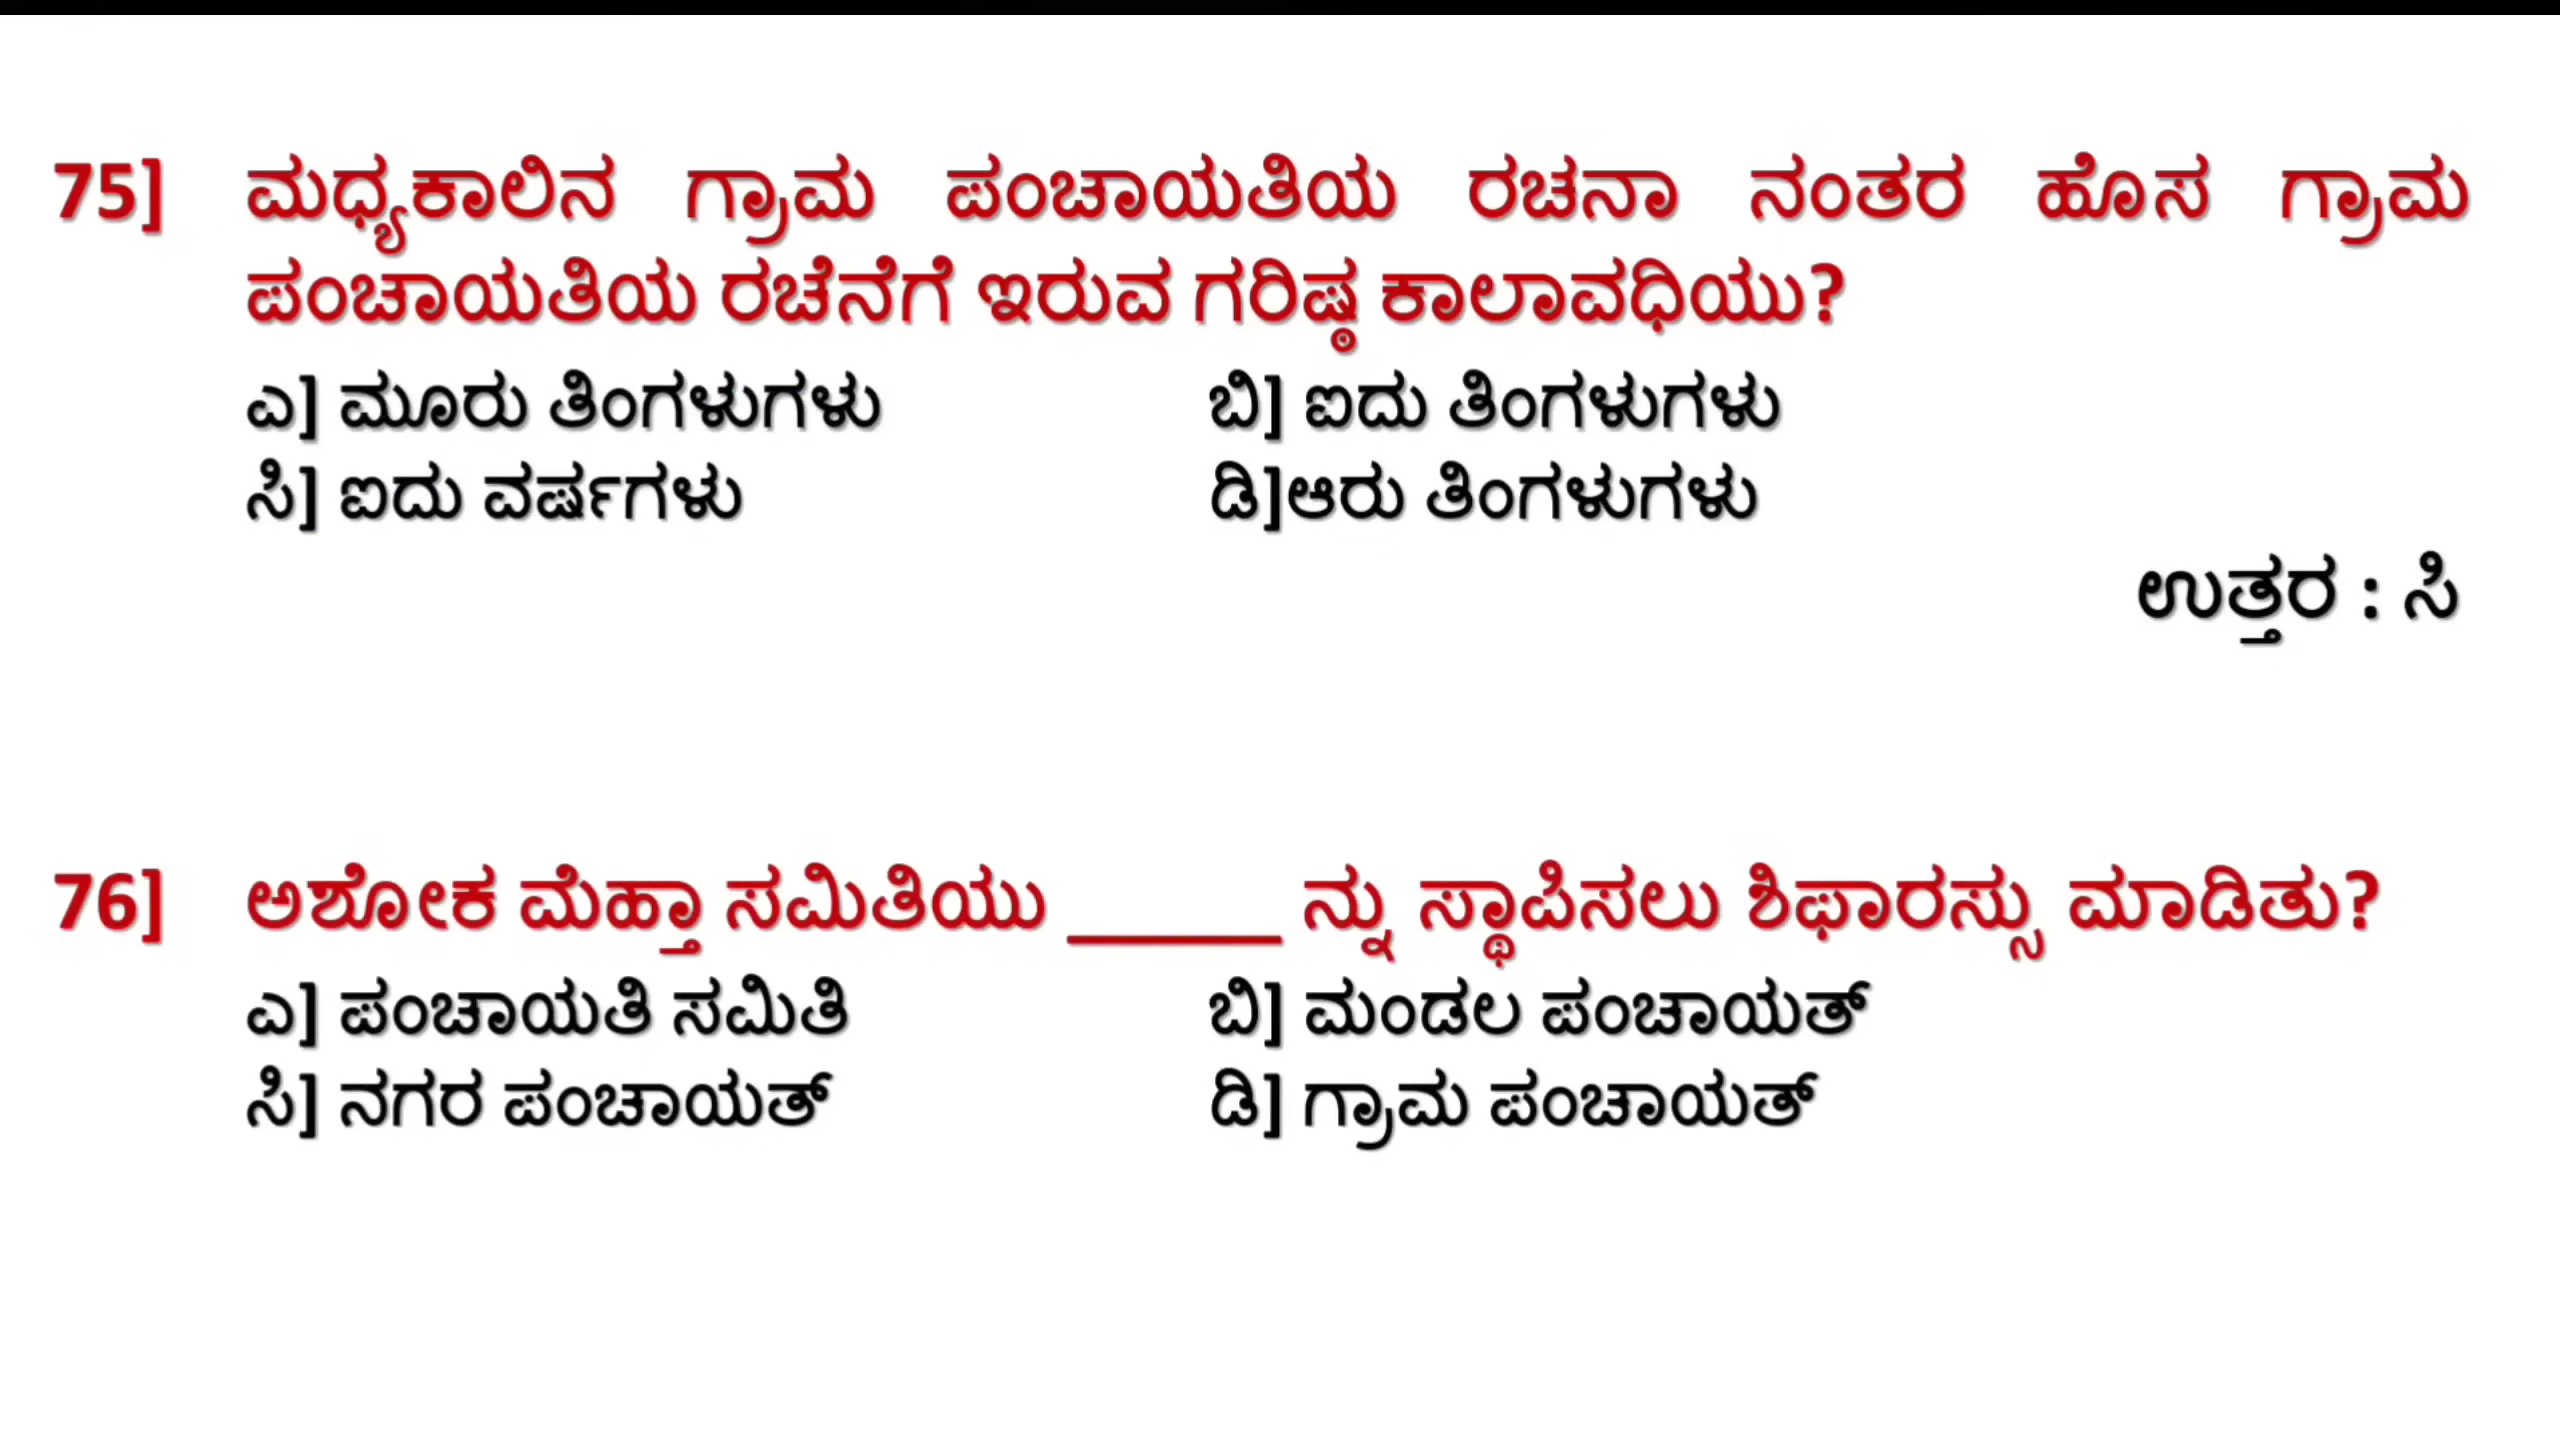 75] ಮಧ್ಯಕಾಲಿನ ಗ್ರಾಮ ಪಂಚಾಯತಿಯ ರಚನಾ ನಂತರ ಹೊಸ ಗ್ರಾಮ
ಪಂಚಾಯತಿಯ ರಚೆನೆಗೆ ಇರುವ ಗರಿಷ್ಠ ಕಾಲಾವಧಿಯು?
ಎ] ಮೂರು ತಿಂಗಳುಗಳು ಬಿ] ಐದು ತಿಂಗಳುಗಳು
ಸಿ] ಐದು ವರ್ಷಗಳು ಡಿ]ಆರು ತಿಂಗಳುಗಳು
ಉತ್ತರ : ಸಿ
76] ಅಶೋಕ ಮೆಹ್ತಾ ಸಮಿತಿಯು ______ ನ್ನು ಸ್ಥಾಪಿಸಲು ಶಿಫಾರಸ್ಸು ಮಾಡಿತು?
ಎ] ಪಂಚಾಯತಿ ಸಮಿತಿ ಬಿ] ಮಂಡಲ ಪಂಚಾಯತ್
ಸಿ] ನಗರ ಪಂಚಾಯತ್ ಡಿ] ಗ್ರಾಮ ಪಂಚಾಯತ್